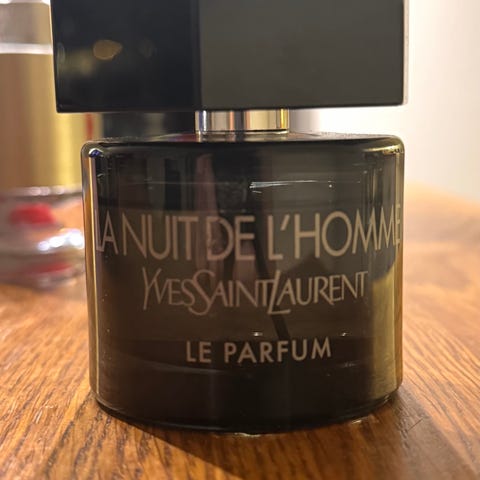 LA NUIT DE L'HOMME
YVESSAINTLAURENT
LE PARFUM